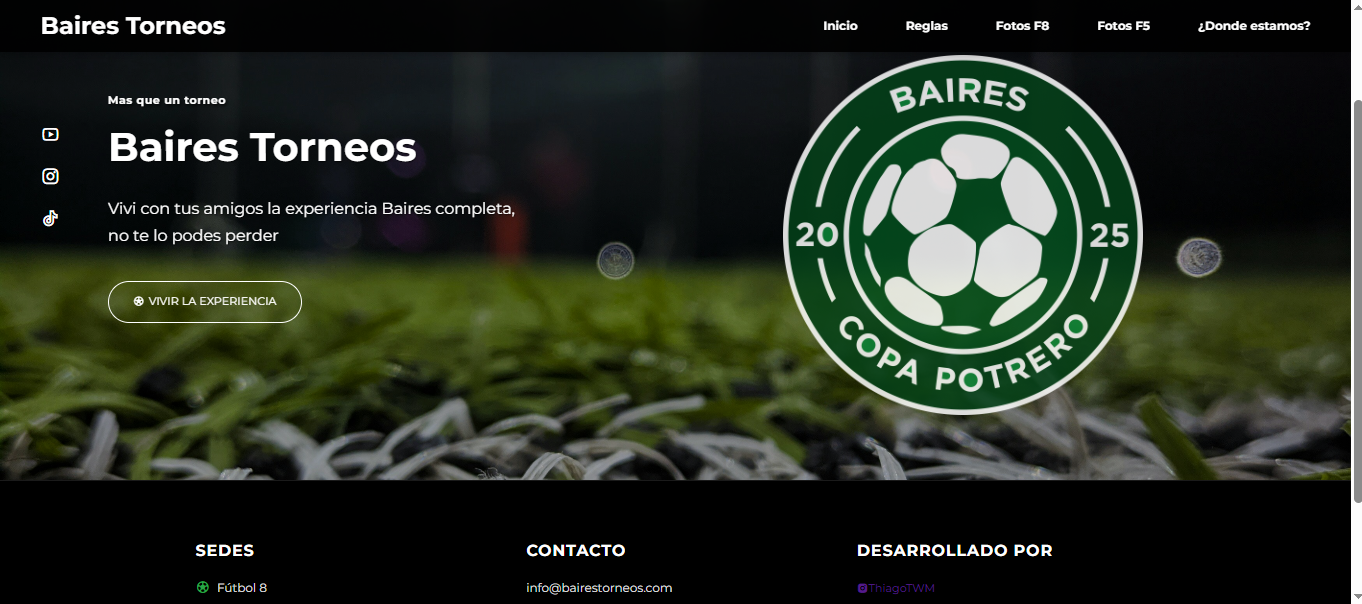 Baires Torneos
Inicio
Reglas
Fotos F8
Fotos F5
¿Donde estamos?
Mas que un torneo
Baires Torneos
Vivi con tus amigos la experiencia Baires completa,
no te lo podes perder
VIVIR LA EXPERIENCIA
BAIRES
20
25
COPA POTRERO
SEDES
Fútbol 8
CONTACTO
info@bairestorneos.com
DESARROLLADO POR
ThiagoTWM